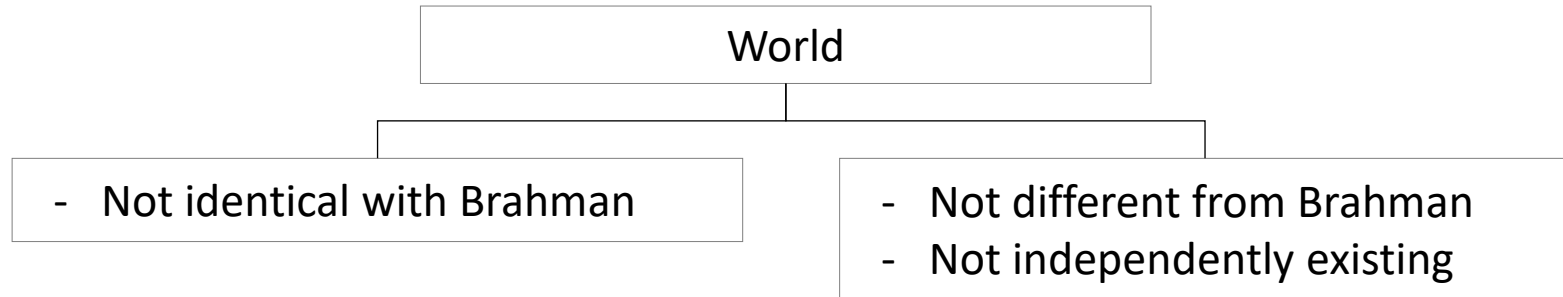 World
- Not identical with Brahman
- Not different from Brahman
- Not independently existing